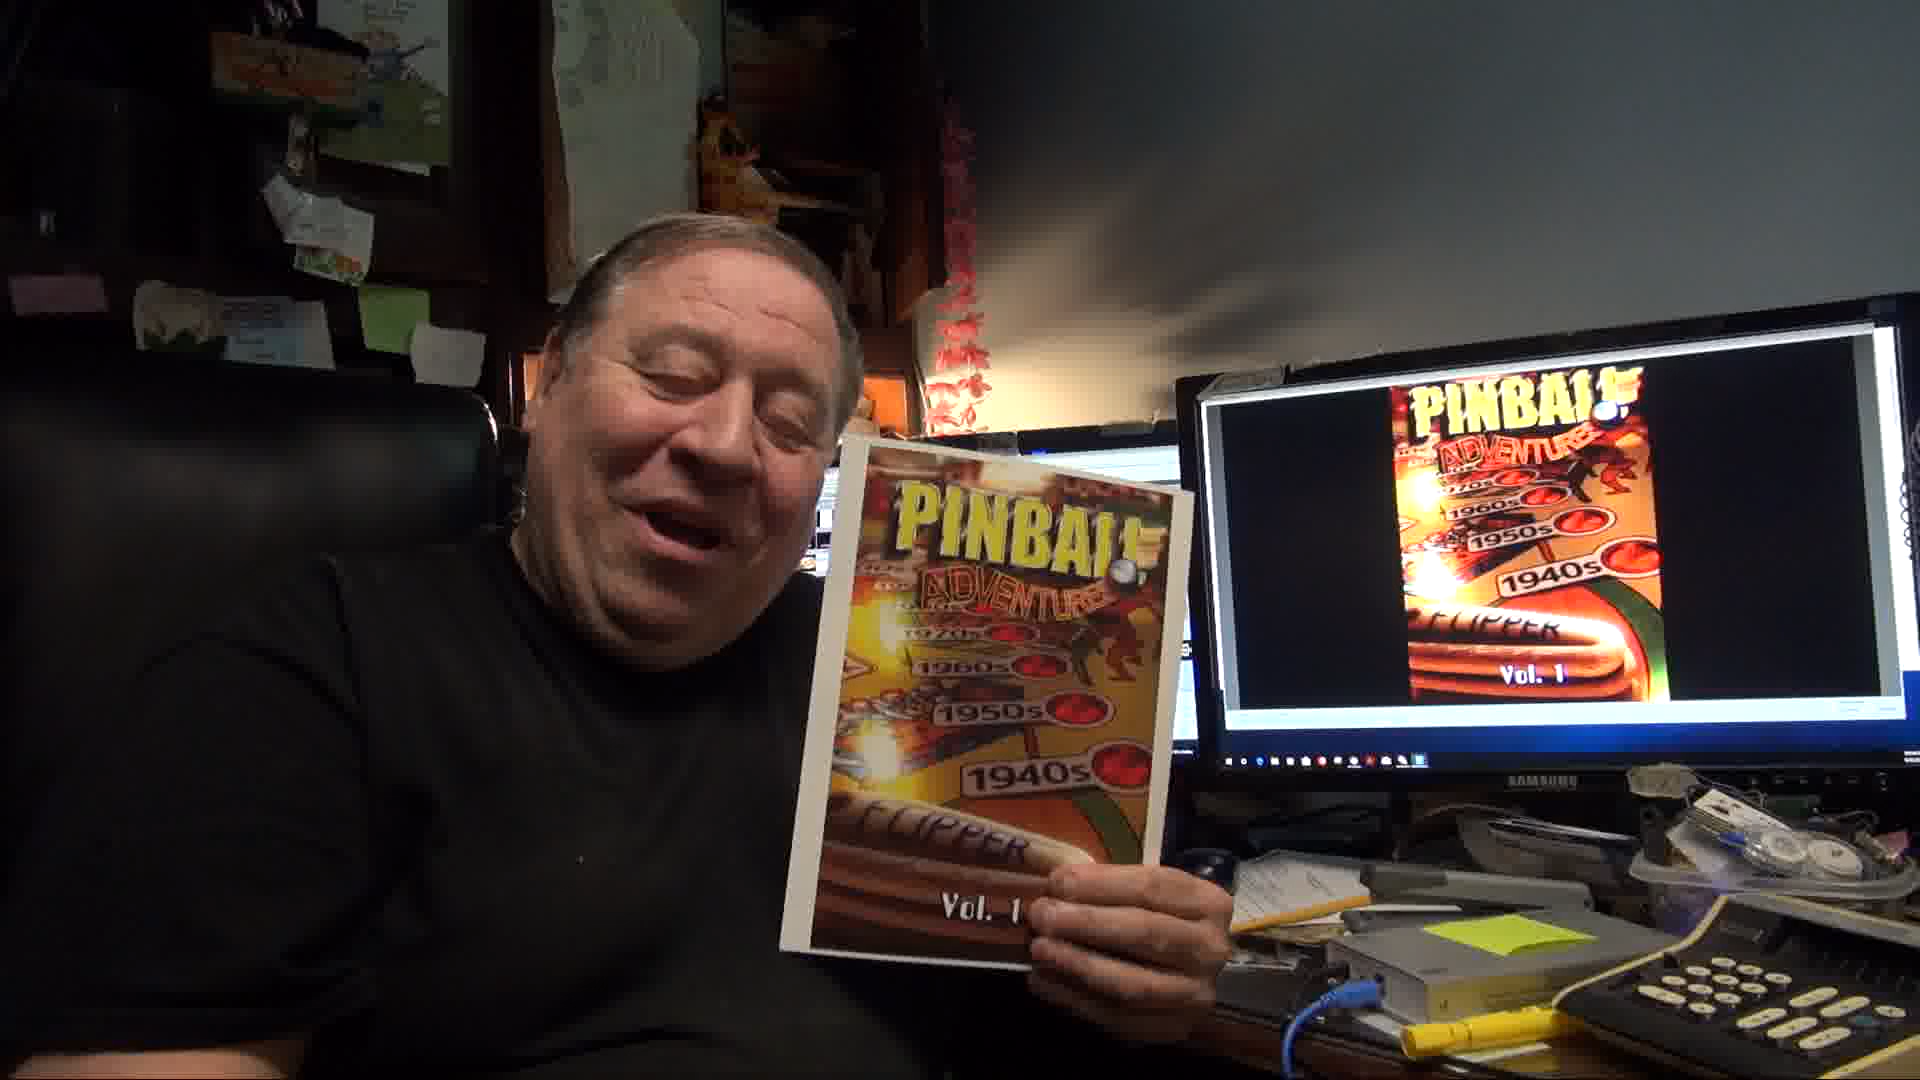 PINBALL
ADVENTURES
1970s
1960s
1950s
1940s
FLIPPER
Vol. 1
PINBALL
ADVENTURES
1970s
1960s
1950s
1940s
FLIPPER
Vol. 1
SAMSUNG